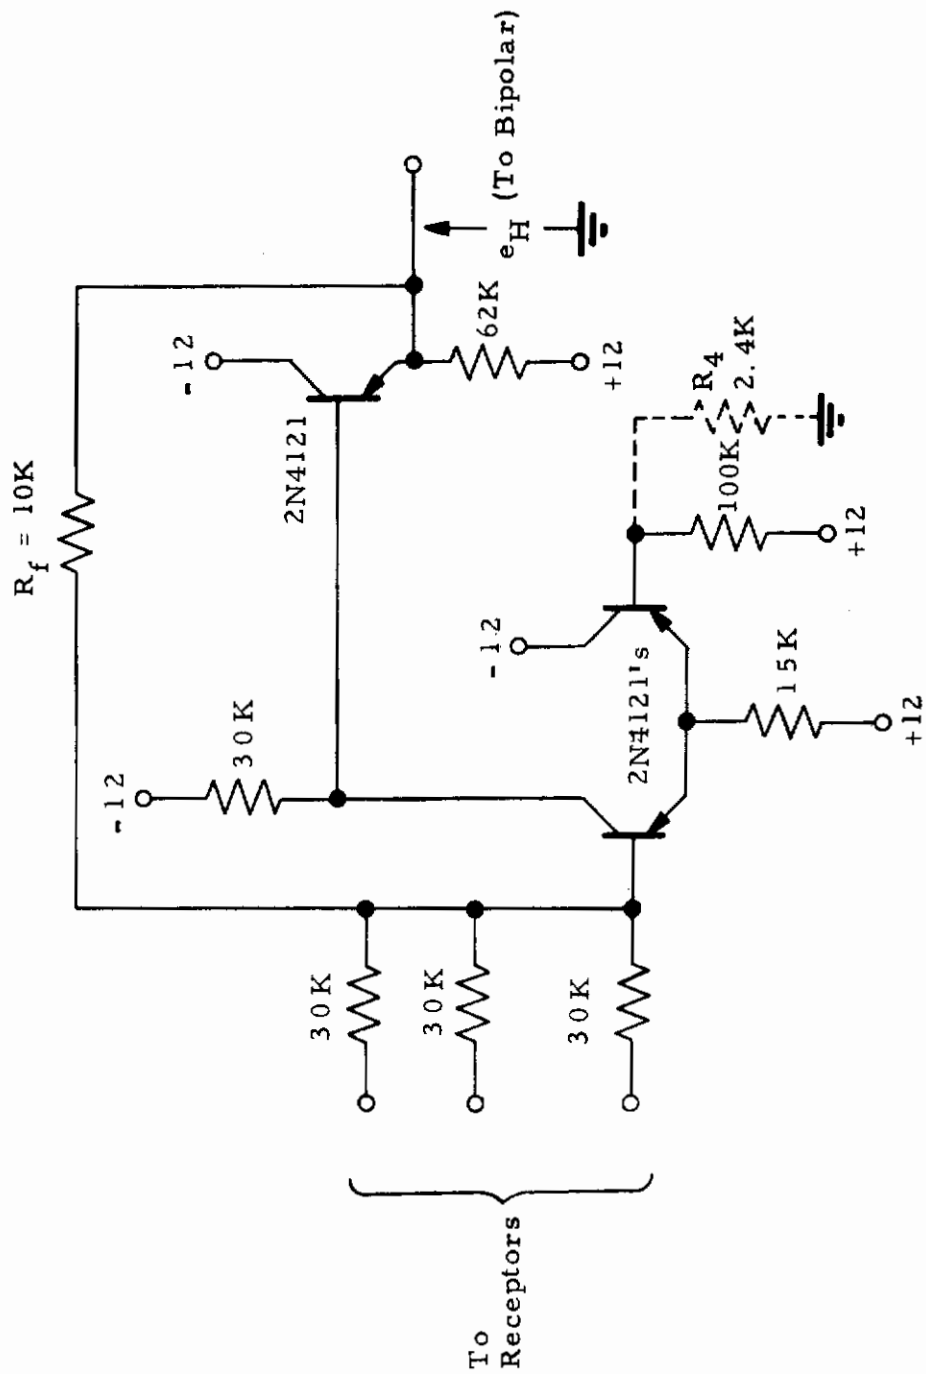 R_f = 10K
-12
-12
30K
2N4121
30K
30K
To
Receptors
62K
e_H (To Bipolar)
-12
30K
+12
2N4121's
R_4
100K 2.4K
15K
+12
+12